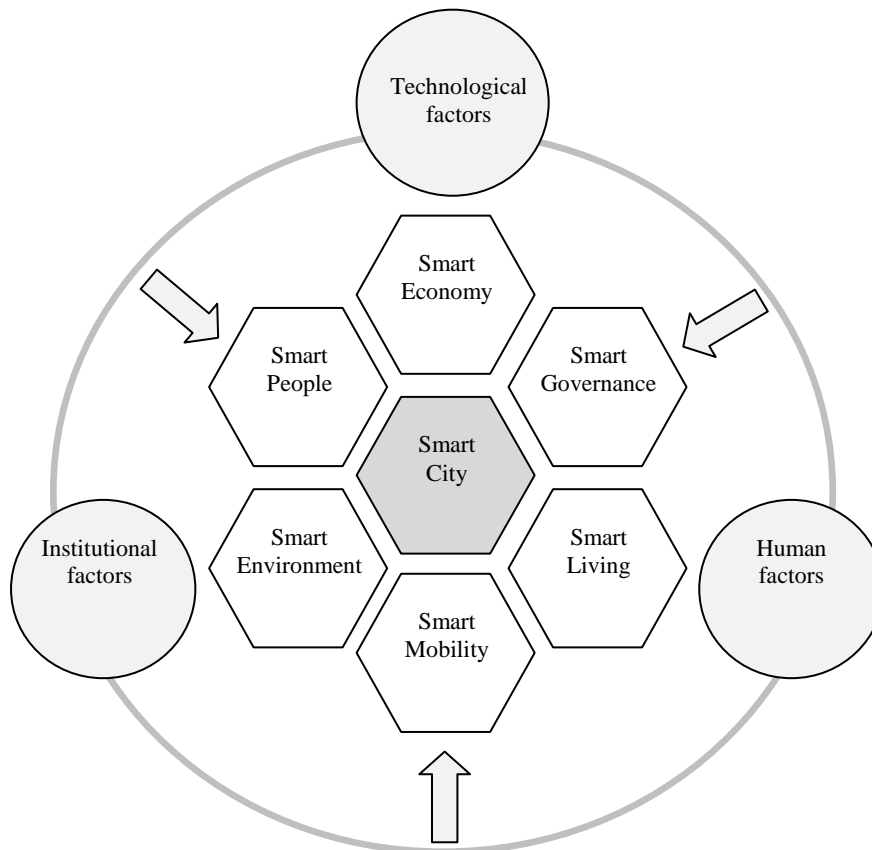 Technological
factors
Smart
Economy
Smart
People
Smart
Governance
Smart
City
Institutional
factors
Smart
Environment
Smart
Living
Human
factors
Smart
Mobility